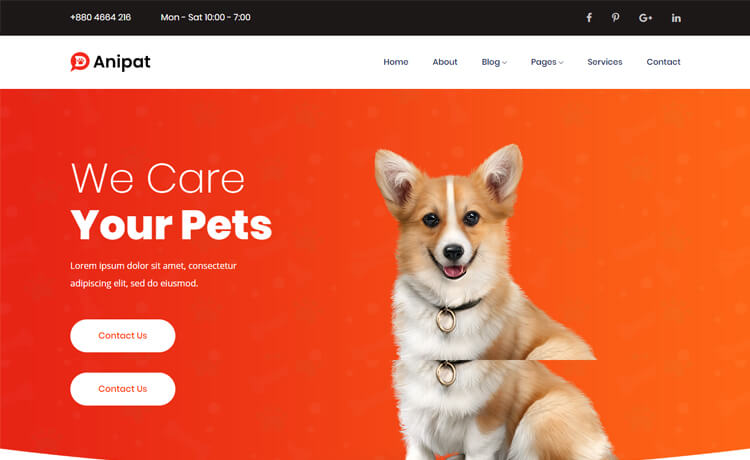 +880 4664 216 Mon - Sat 10:00 - 7:00
Anipat Home About Blog Pages Services Contact
We Care
Your Pets
Lorem ipsum dolor sit amet, consectetur
adipiscing elit, sed do eiusmod.
Contact Us
Contact Us